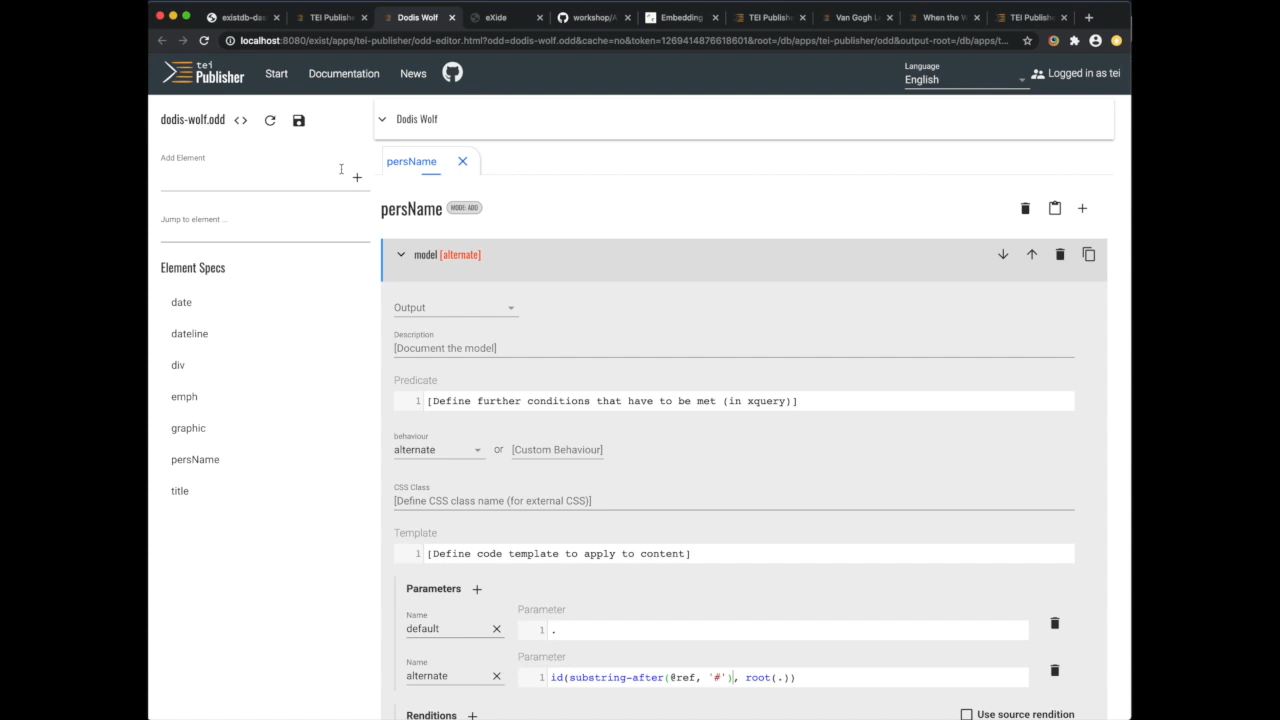 existdb-das
TEI Publishe
Dodis Wolf
eXide
workshop/A
Embedding
TEI Publishe
Van Gogh Le
When the W
TEI Publishe
localhost:8080/exist/apps/tei-publisher/odd-editor.html?odd=dodis-wolf.odd&cache=no&token=1269414876618601&root=/db/apps/tei-publisher/odd&output-root=/db/apps/t...
tei
Publisher
Start
Documentation
News
Language
English
Logged in as tei
dodis-wolf.odd
Dodis Wolf
Add Element
persName
Jump to element ...
persName
MODE: ADD
Element Specs
model [alternate]
date
dateline
div
emph
graphic
persName
title
Output
Description
[Document the model]
Predicate
1 [Define further conditions that have to be met (in xquery)]
behaviour
alternate or [Custom Behaviour]
CSS Class
[Define CSS class name (for external CSS)]
Template
1 [Define code template to apply to content]
Parameters
Name Parameter
default 1 .
Name Parameter
alternate 1 id(substring-after(@ref, '#'), root(.))
Renditions
Use source rendition